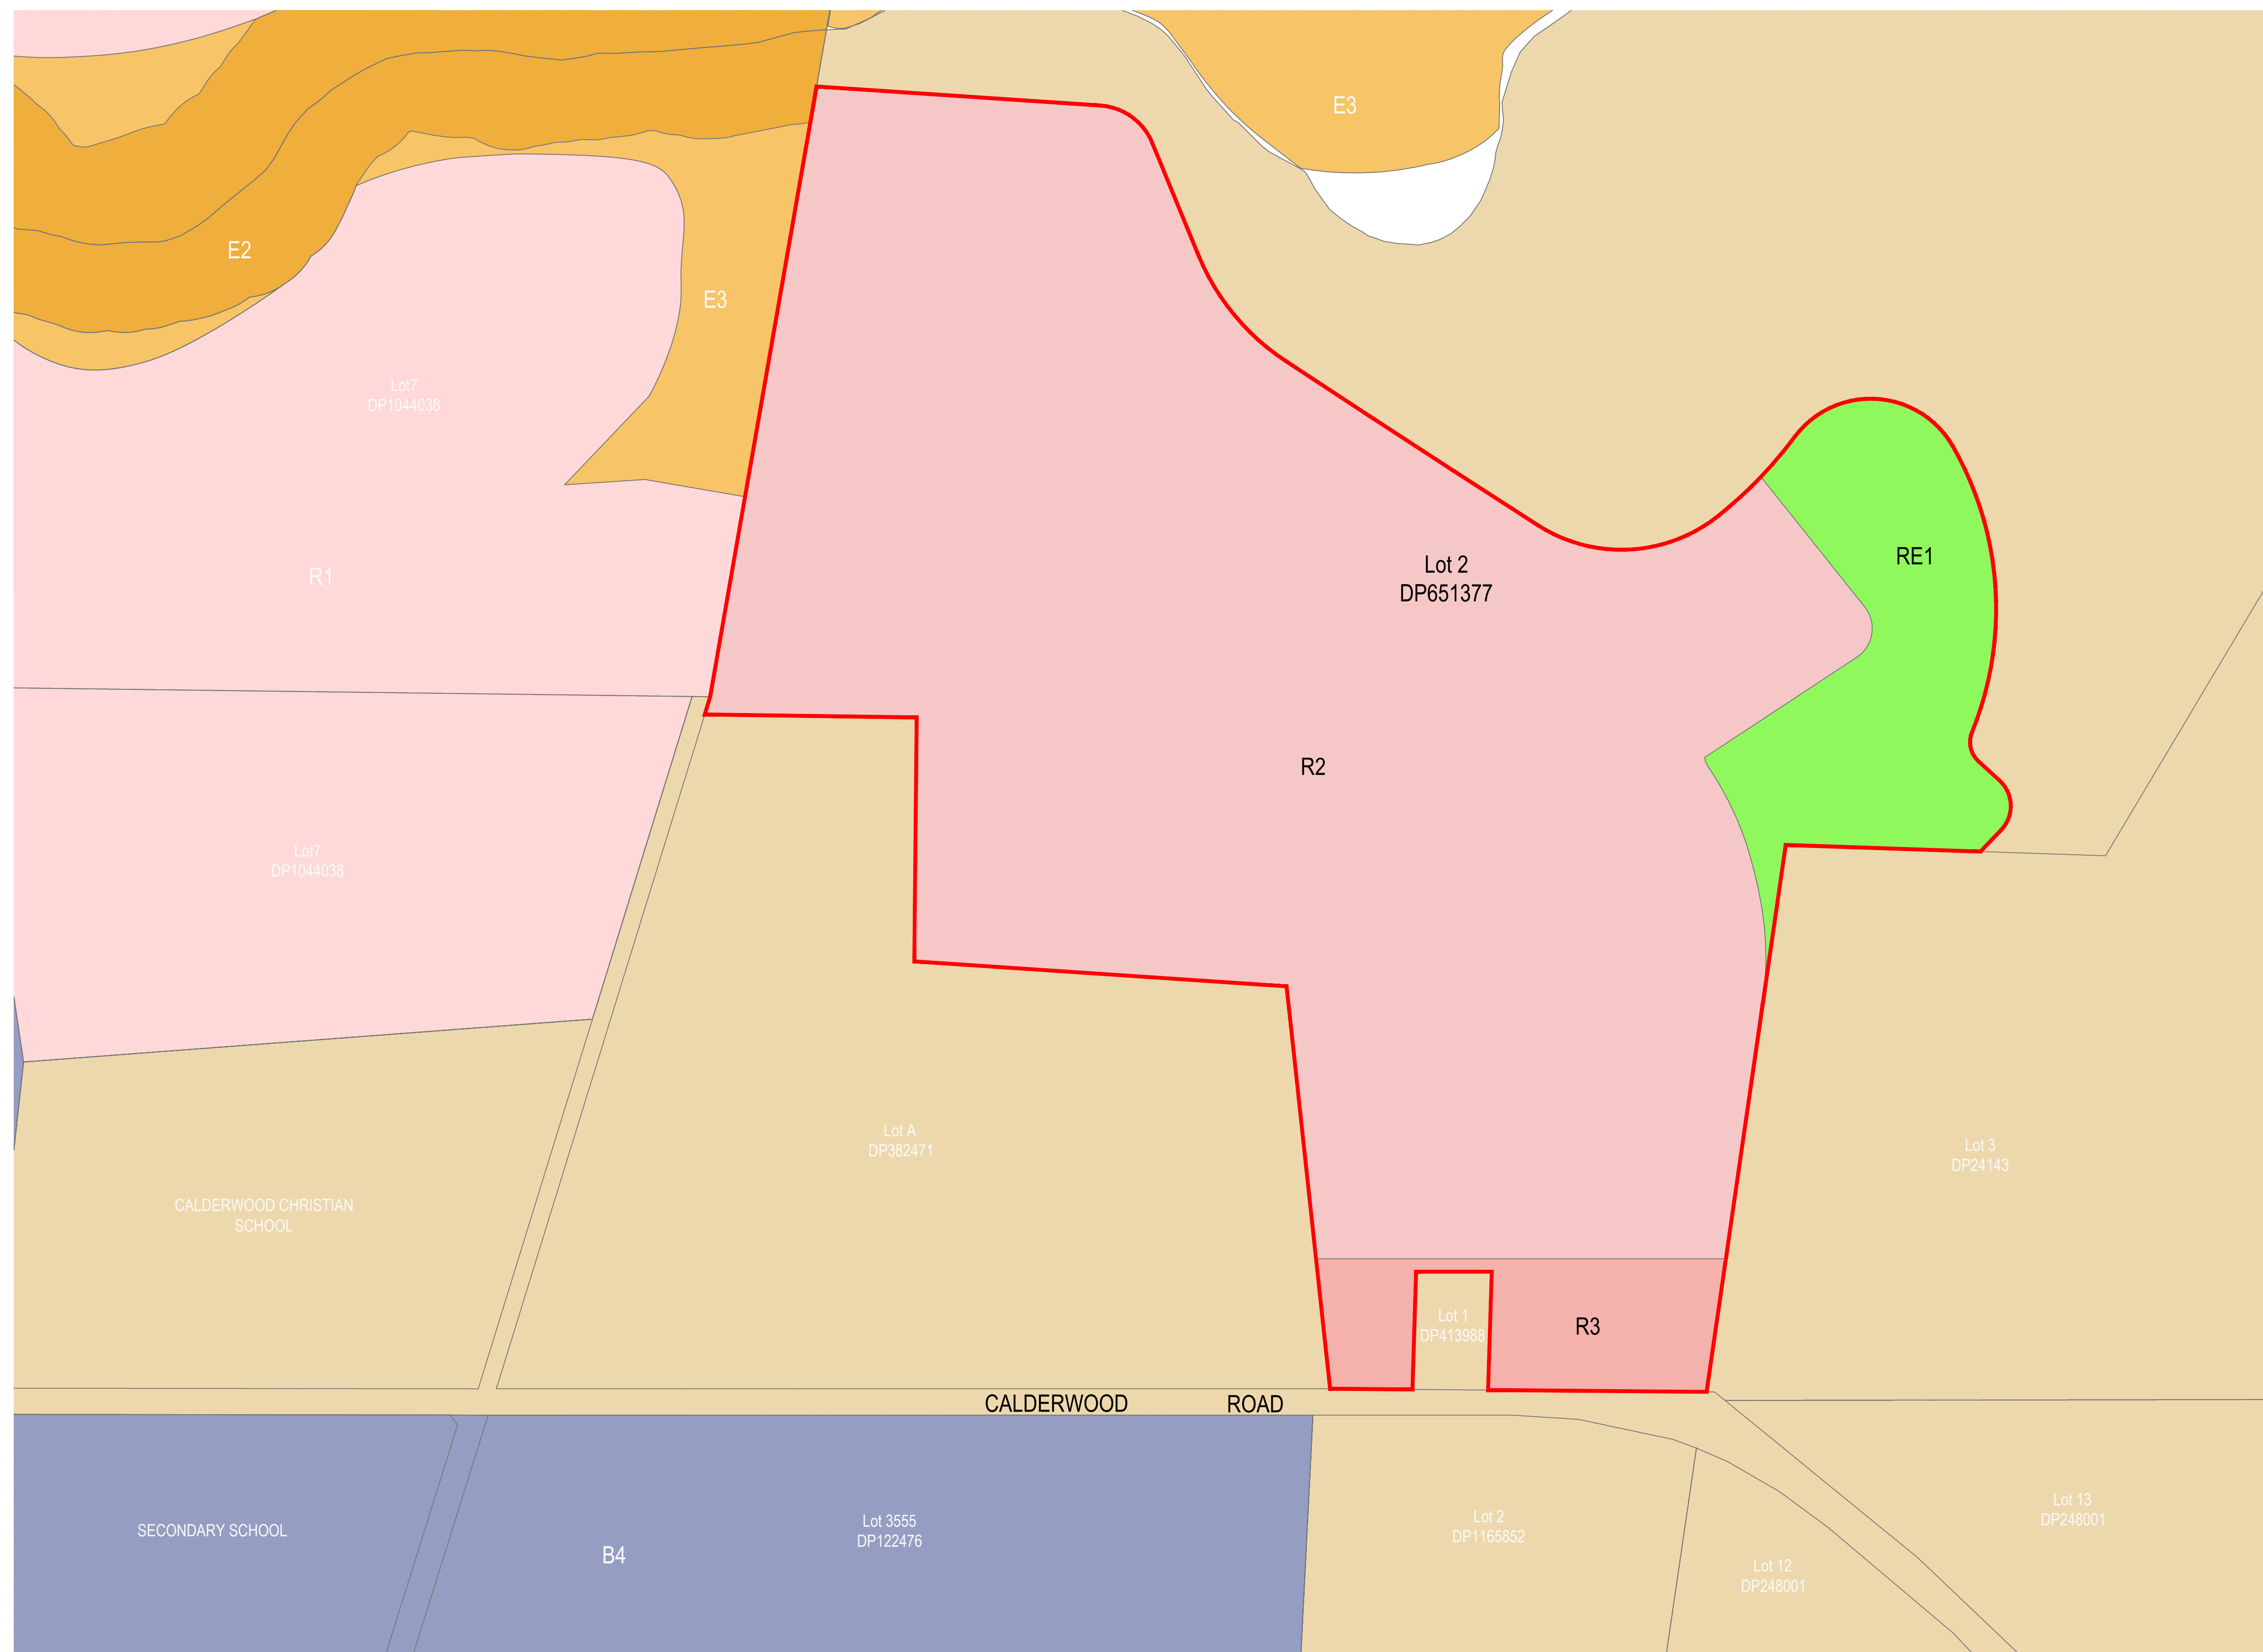 E3
E2
E3
Lot7
DP1044038
R1
Lot 2
DP651377
RE1
R2
Lot7
DP1044038
Lot A
DP382471
Lot 3
DP24143
CALDERWOOD CHRISTIAN
SCHOOL
Lot 1
DP413988
R3
CALDERWOOD ROAD
Lot 13
DP248001
Lot 2
DP1165852
Lot 3555
DP122476
SECONDARY SCHOOL
B4
Lot 12
DP248001